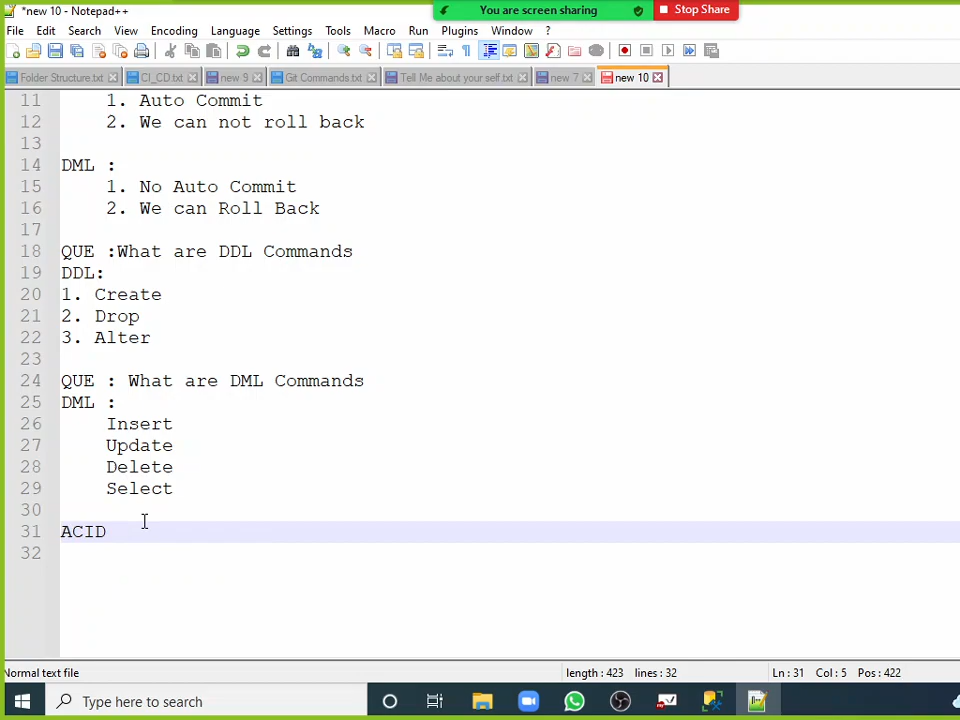 *new 10 - Notepad++
You are screen sharing
Stop Share
File Edit Search View Encoding Language Settings Tools Macro Run Plugins Window ?
Folder Structure.txt CI_CD.txt new 9 Git Commands.txt Tell Me about your self.txt new 7 new 10
11 1. Auto Commit
12 2. We can not roll back
13
14 DML :
15 1. No Auto Commit
16 2. We can Roll Back
17
18 QUE :What are DDL Commands
19 DDL:
20 1. Create
21 2. Drop
22 3. Alter
23
24 QUE : What are DML Commands
25 DML :
26 Insert
27 Update
28 Delete
29 Select
30
31 ACID
32
Normal text file length : 423 lines : 32 Ln : 31 Col : 5 Pos : 422
Type here to search